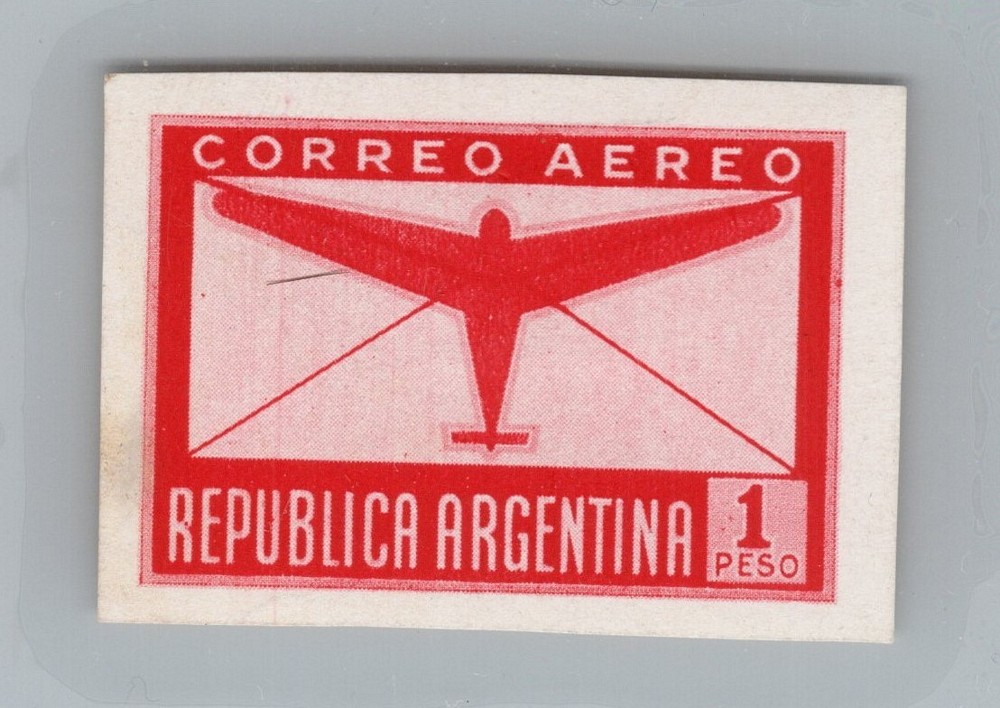 CORREO AEREO
REPUBLICA ARGENTINA
1
PESO